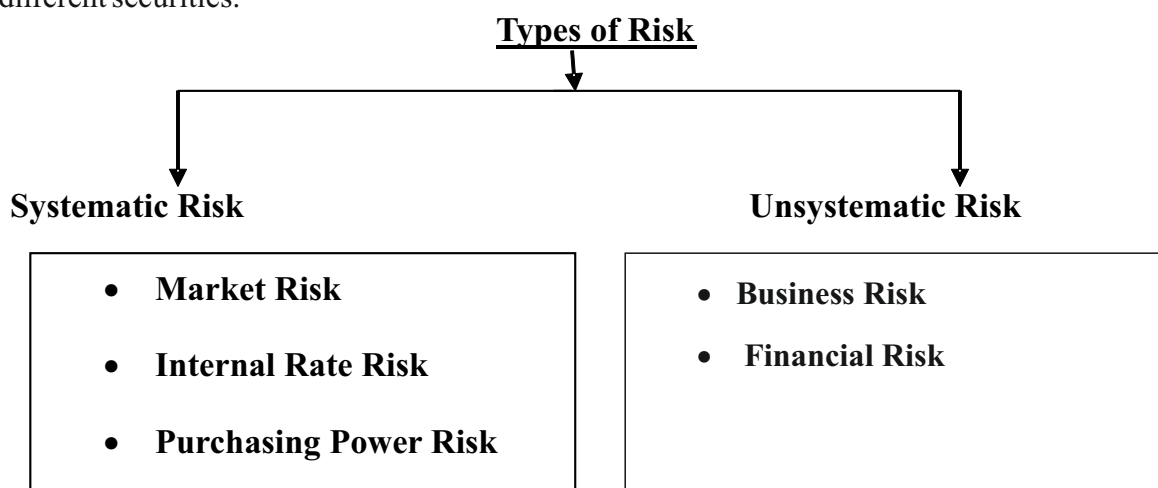 different securities.
Types of Risk
Systematic Risk
Unsystematic Risk
• Market Risk
• Internal Rate Risk
• Purchasing Power Risk
• Business Risk
• Financial Risk